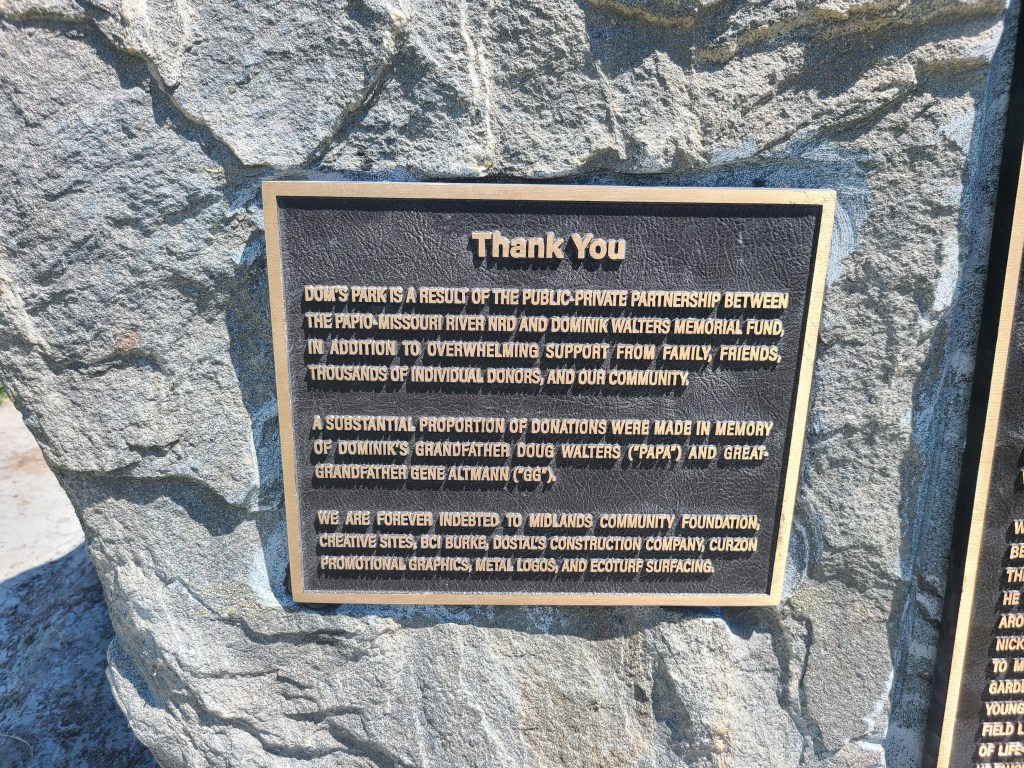 Thank You
DOM'S PARK IS A RESULT OF THE PUBLIC-PRIVATE PARTNERSHIP BETWEEN
THE PAPIO-MISSOURI RIVER NRD AND DOMINIK WALTERS MEMORIAL FUND,
IN ADDITION TO OVERWHELMING SUPPORT FROM FAMILY, FRIENDS,
THOUSANDS OF INDIVIDUAL DONORS, AND OUR COMMUNITY.
A SUBSTANTIAL PROPORTION OF DONATIONS WERE MADE IN MEMORY
OF DOMINIK'S GRANDFATHER DOUG WALTERS ("PAPA") AND GREAT-
GRANDFATHER GENE ALTMANN ("GG").
WE ARE FOREVER INDEBTED TO MIDLANDS COMMUNITY FOUNDATION,
CREATIVE SITES, BCI BURKE, DOSTAL'S CONSTRUCTION COMPANY, CURZON
PROMOTIONAL GRAPHICS, METAL LOGOS, AND ECOTURF SURFACING.
HE
TO
YOUNG
FIELD
OF LIFE